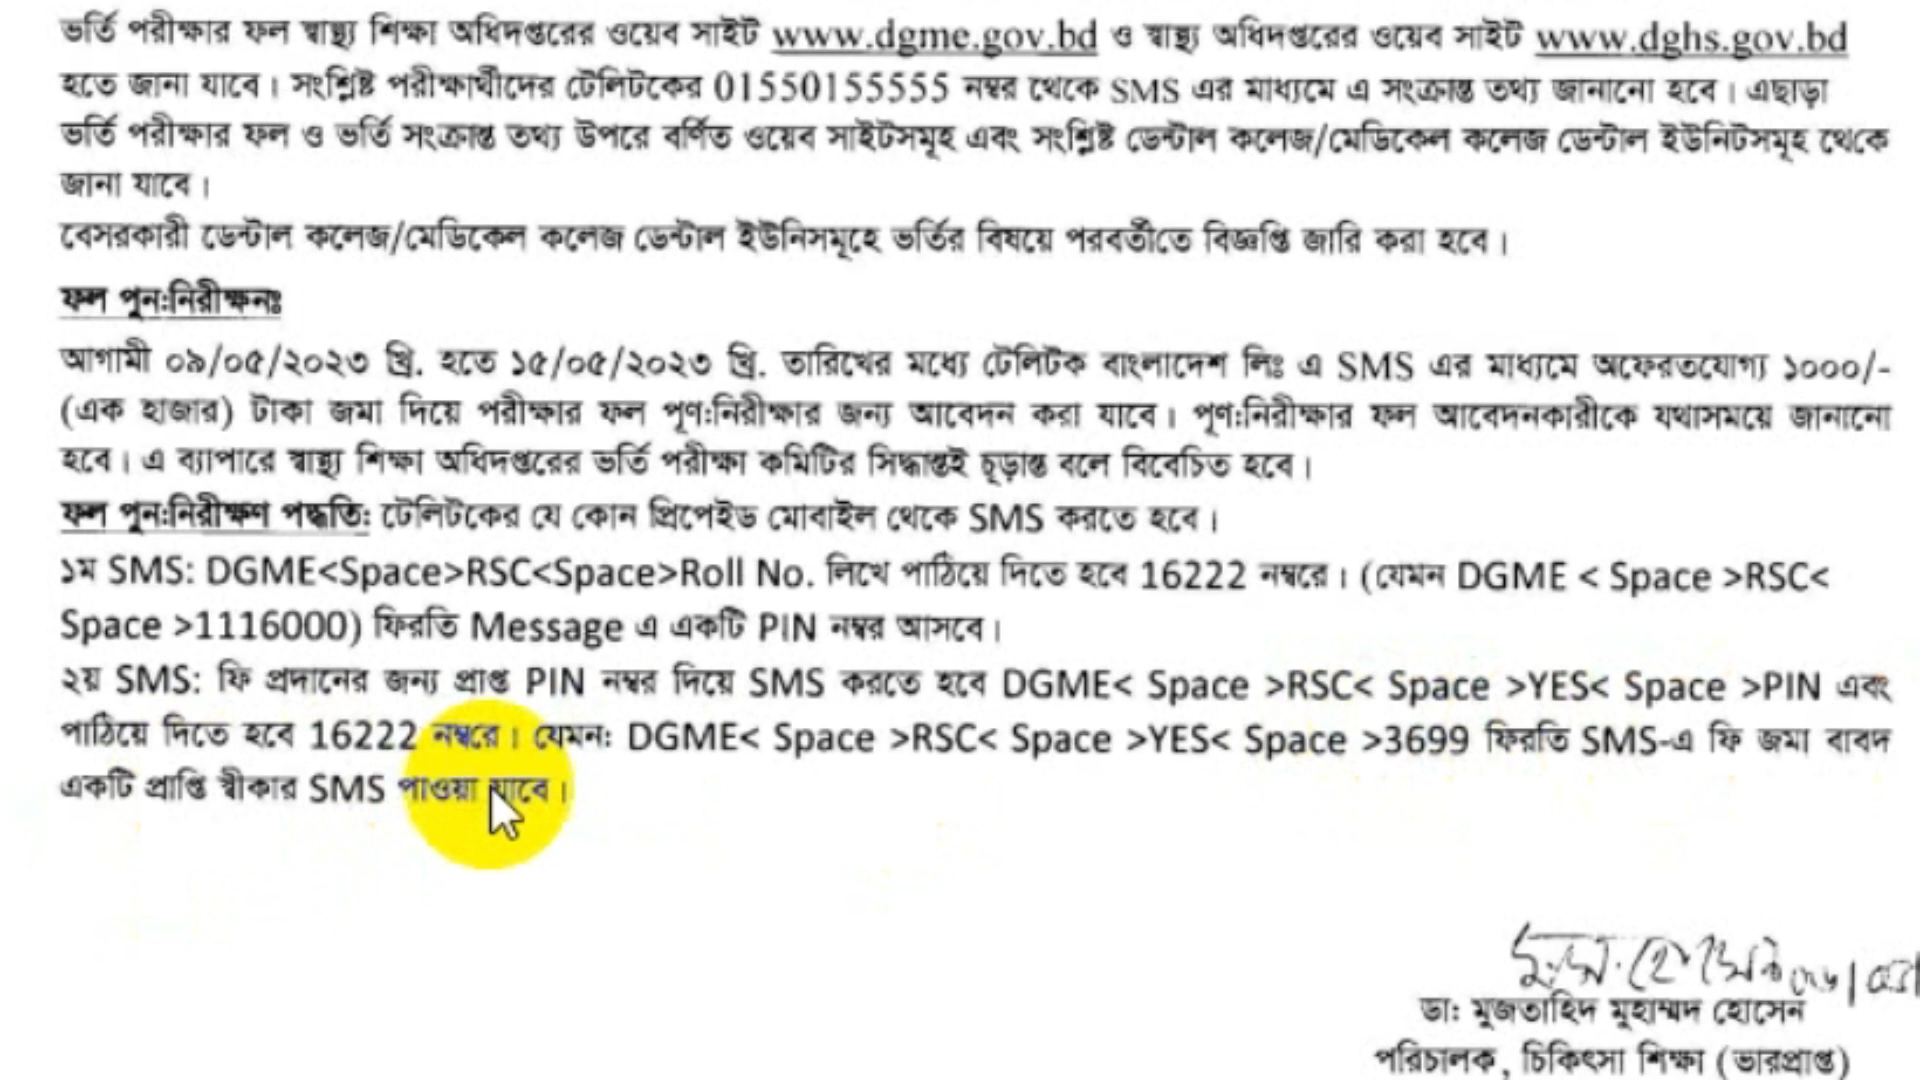 ভর্তি পরীক্ষার ফল স্বাস্থ্য শিক্ষা অধিদপ্তরের ওয়েব সাইট www.dgme.gov.bd ও স্বাস্থ্য অধিদপ্তরের ওয়েব সাইট www.dghs.gov.bd
হতে জানা যাবে। সংশ্লিষ্ট পরীক্ষার্থীদের টেলিটকের 01550155555 নম্বর থেকে SMS এর মাধ্যমে এ সংক্রান্ত তথ্য জানানো হবে। এছাড়া
ভর্তি পরীক্ষার ফল ও ভর্তি সংক্রান্ত তথ্য উপরে বর্ণিত ওয়েব সাইটসমূহ এবং সংশ্লিষ্ট ডেন্টাল কলেজ/মেডিকেল কলেজ ডেন্টাল ইউনিটসমূহ থেকে
জানা যাবে।
বেসরকারী ডেন্টাল কলেজ/মেডিকেল কলেজ ডেন্টাল ইউনিসমূহে ভর্তির বিষয়ে পরবর্তীতে বিজ্ঞপ্তি জারি করা হবে।
ফল পুন:নিরীক্ষনঃ
আগামী ০৯/০৫/২০২৩ খ্রি. হতে ১৫/০৫/২০২৩ খ্রি. তারিখের মধ্যে টেলিটক বাংলাদেশ লিঃ এ SMS এর মাধ্যমে অফেরতযোগ্য ১০০০/-
(এক হাজার) টাকা জমা দিয়ে পরীক্ষার ফল পূণ:নিরীক্ষার জন্য আবেদন করা যাবে। পূণ:নিরীক্ষার ফল আবেদনকারীকে যথাসময়ে জানানো
হবে। এ ব্যাপারে স্বাস্থ্য শিক্ষা অধিদপ্তরের ভর্তি পরীক্ষা কমিটির সিদ্ধান্তই চূড়ান্ত বলে বিবেচিত হবে।
ফল পুন:নিরীক্ষণ পদ্ধতি: টেলিটকের যে কোন প্রিপেইড মোবাইল থেকে SMS করতে হবে।
১ম SMS: DGME<Space>RSC<Space>Roll No. লিখে পাঠিয়ে দিতে হবে 16222 নম্বরে। (যেমন DGME < Space >RSC<
Space >1116000) ফিরতি Message এ একটি PIN নম্বর আসবে।
২য় SMS: ফি প্রদানের জন্য প্রাপ্ত PIN নম্বর দিয়ে SMS করতে হবে DGME< Space >RSC< Space >YES< Space >PIN এবং
পাঠিয়ে দিতে হবে 16222 নম্বরে। যেমন: DGME< Space >RSC< Space >YES< Space >3699 ফিরতি SMS-এ ফি জমা বাবদ
একটি প্রাপ্তি স্বীকার SMS পাওয়া যাবে।
ডা: মুজতাহিদ মুহাম্মদ হোসেন
পরিচালক, চিকিৎসা শিক্ষা (ভারপ্রাপ্ত)